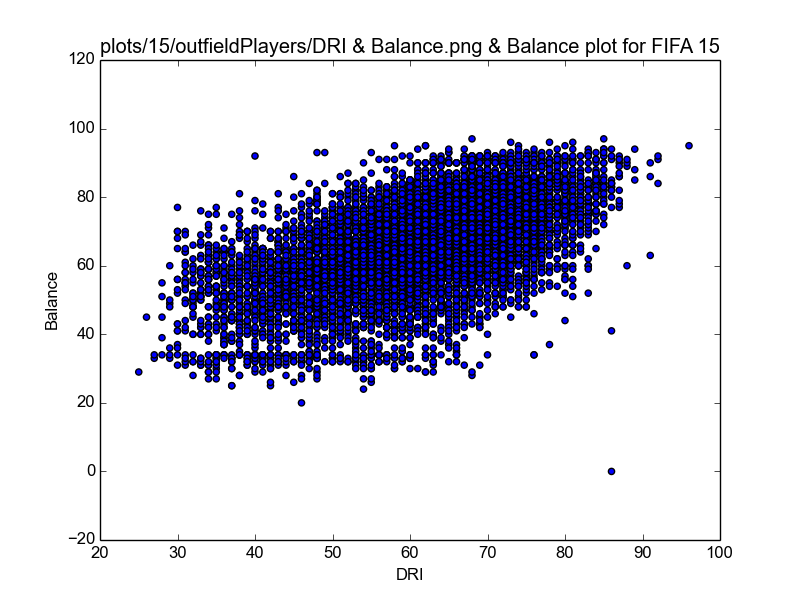 plots/15/outfieldPlayers/DRI & Balance.png & Balance plot for FIFA 15
120
100
80
60
40
20
0
−20
Balance
20 30 40 50 60 70 80 90 100
DRI